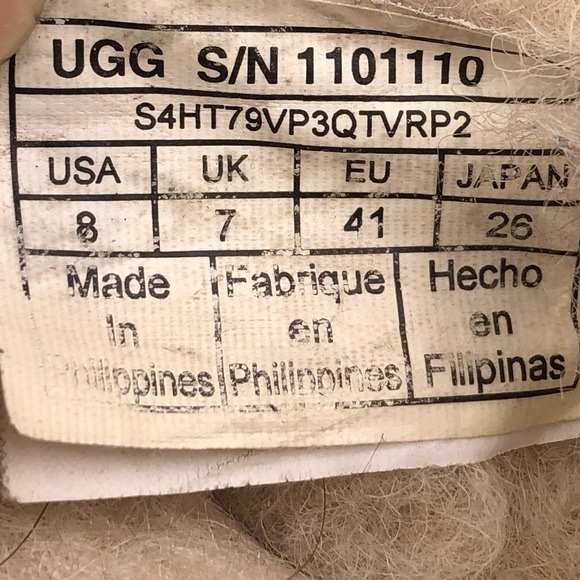 UGG S/N 1101110
S4HT79VP3QTVRP2
USA UK EU JAPAN
8 7 41 26
Made Fabrique Hecho
In en en
Philippines Philippines Filipinas